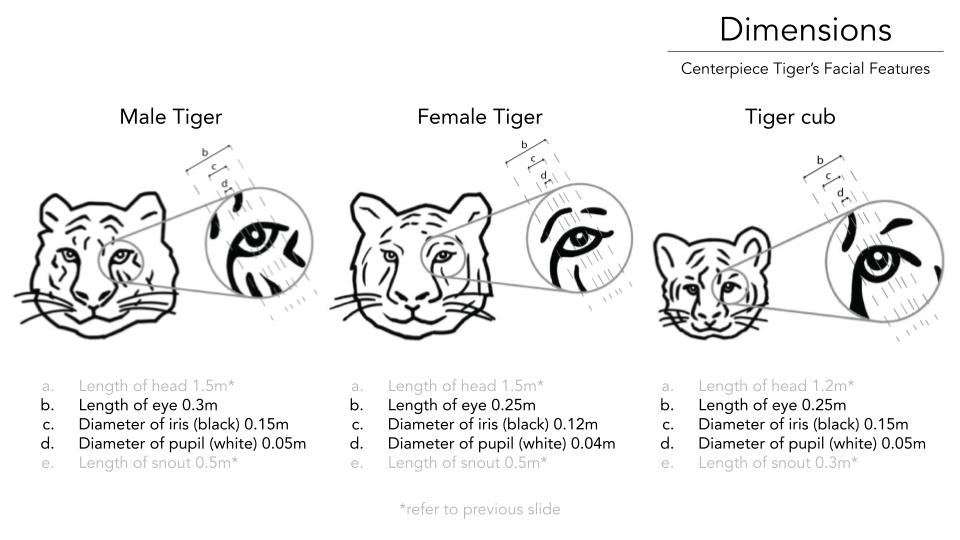 Dimensions
Centerpiece Tiger's Facial Features
Male Tiger
Female Tiger
Tiger cub
b
c
d
b
c
d
b
c
d
a. Length of head 1.5m*
b. Length of eye 0.3m
c. Diameter of iris (black) 0.15m
d. Diameter of pupil (white) 0.05m
e. Length of snout 0.5m*
a. Length of head 1.5m*
b. Length of eye 0.25m
c. Diameter of iris (black) 0.12m
d. Diameter of pupil (white) 0.04m
e. Length of snout 0.5m*
a. Length of head 1.2m*
b. Length of eye 0.25m
c. Diameter of iris (black) 0.15m
d. Diameter of pupil (white) 0.05m
e. Length of snout 0.3m*
*refer to previous slide